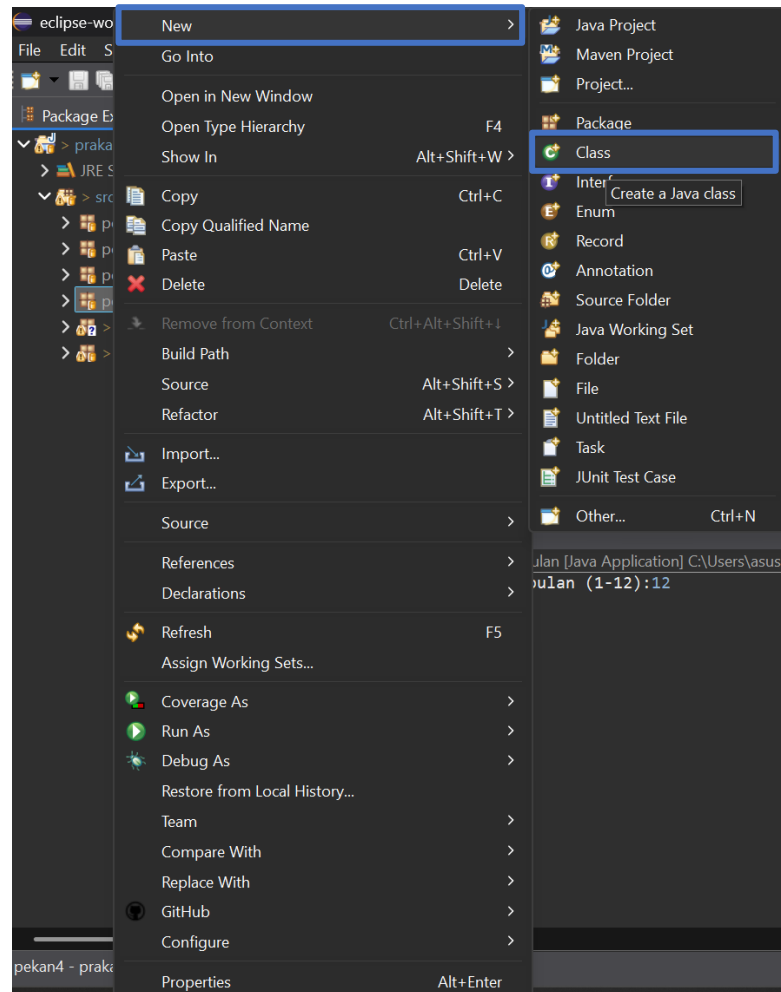 eclipse-wo
File Edit S
Package Ex
> praka
JRE S
> src
>
>
New
Go Into
Open in New Window
Open Type Hierarchy F4
Show In Alt+Shift+W >
Copy Ctrl+C
Copy Qualified Name
Paste Ctrl+V
Delete Delete
Remove from Context Ctrl+Alt+Shift+↓
Build Path
Source Alt+Shift+S >
Refactor Alt+Shift+T >
Import...
Export...
Source
References
Declarations
Refresh F5
Assign Working Sets...
Coverage As
Run As
Debug As
Restore from Local History...
Team
Compare With
Replace With
GitHub
Configure
Properties Alt+Enter
Java Project
Maven Project
Project...
Package
Class
Interf
Create a Java class
Enum
Record
Annotation
Source Folder
Java Working Set
Folder
File
Untitled Text File
Task
JUnit Test Case
Other... Ctrl+N
ulan [Java Application] C:\Users\asus
bulan (1-12):12
pekan4 - praka